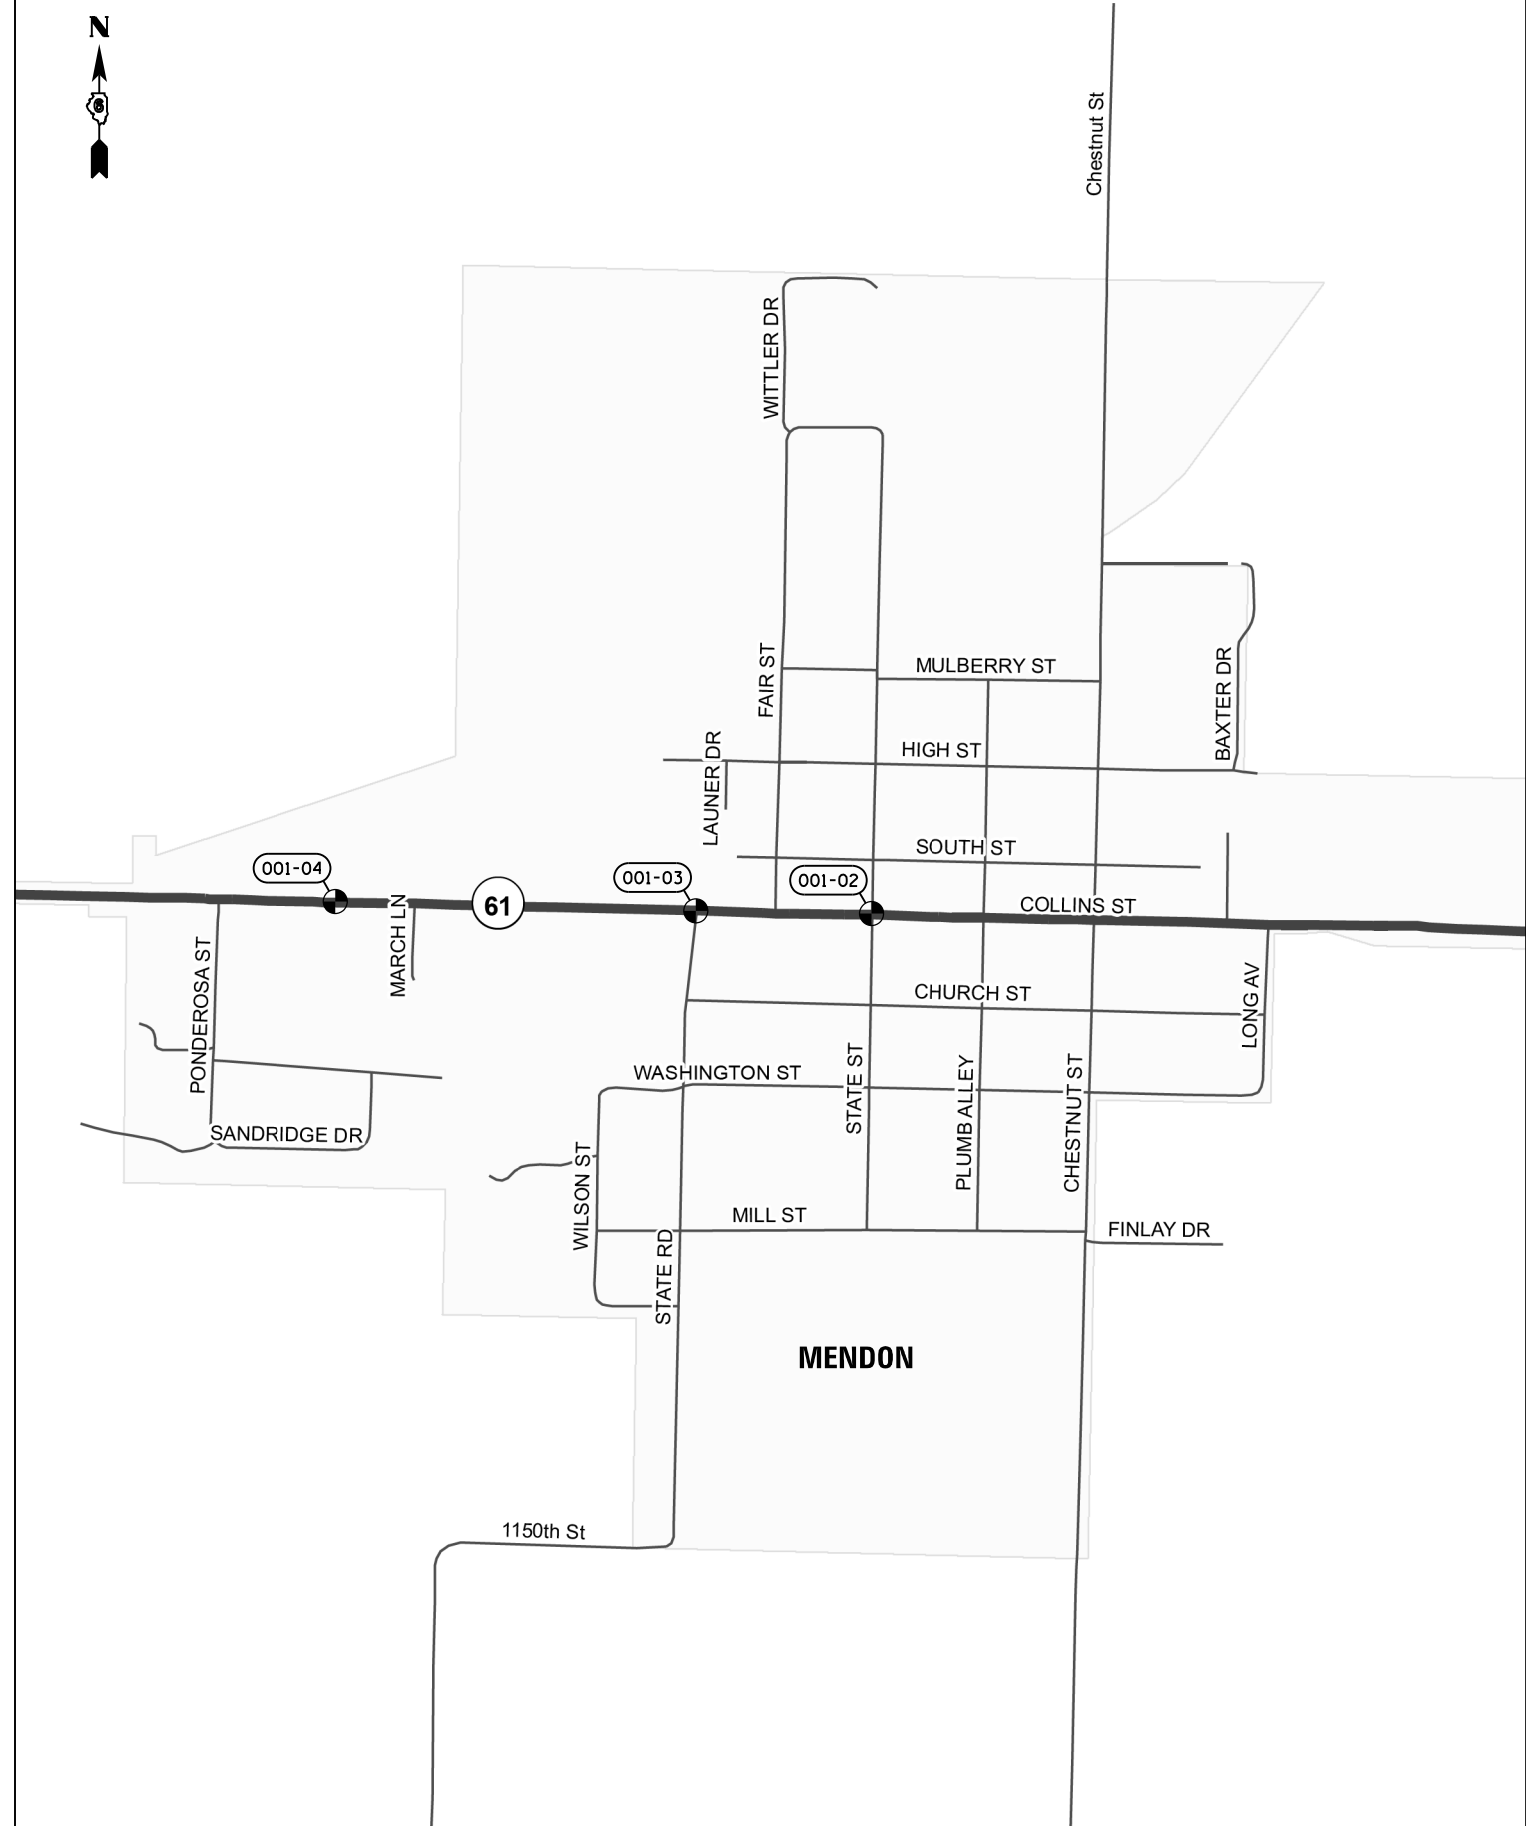 N
6
Chestnut St
WITTLER DR
FAIR ST
MULBERRY ST
BAXTER DR
LAUNER DR
HIGH ST
SOUTH ST
001-04
001-03
001-02
61
COLLINS ST
MARCH LN
PONDEROSA ST
CHURCH ST
LONG AV
WASHINGTON ST
STATE ST
PLUMB ALLEY
CHESTNUT ST
SANDRIDGE DR
WILSON ST
MILL ST
STATE RD
FINLAY DR
MENDON
1150th St